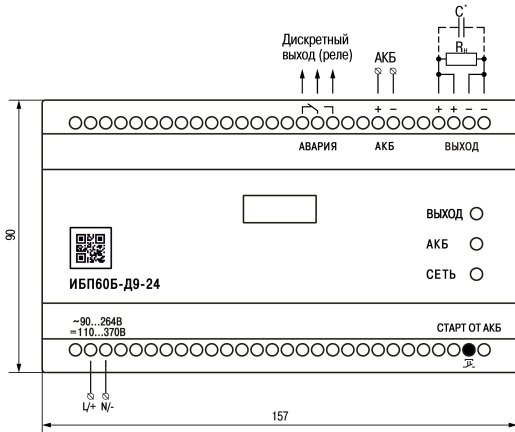 C*
Rн
Дискретный
выход (реле)
АКБ
+ − + + − −
АВАРИЯ АКБ ВЫХОД
90
ВЫХОД
АКБ
СЕТЬ
ИБП60Б-Д9-24
~90...264В
=110...370В
СТАРТ ОТ АКБ
L/+ N/-
157